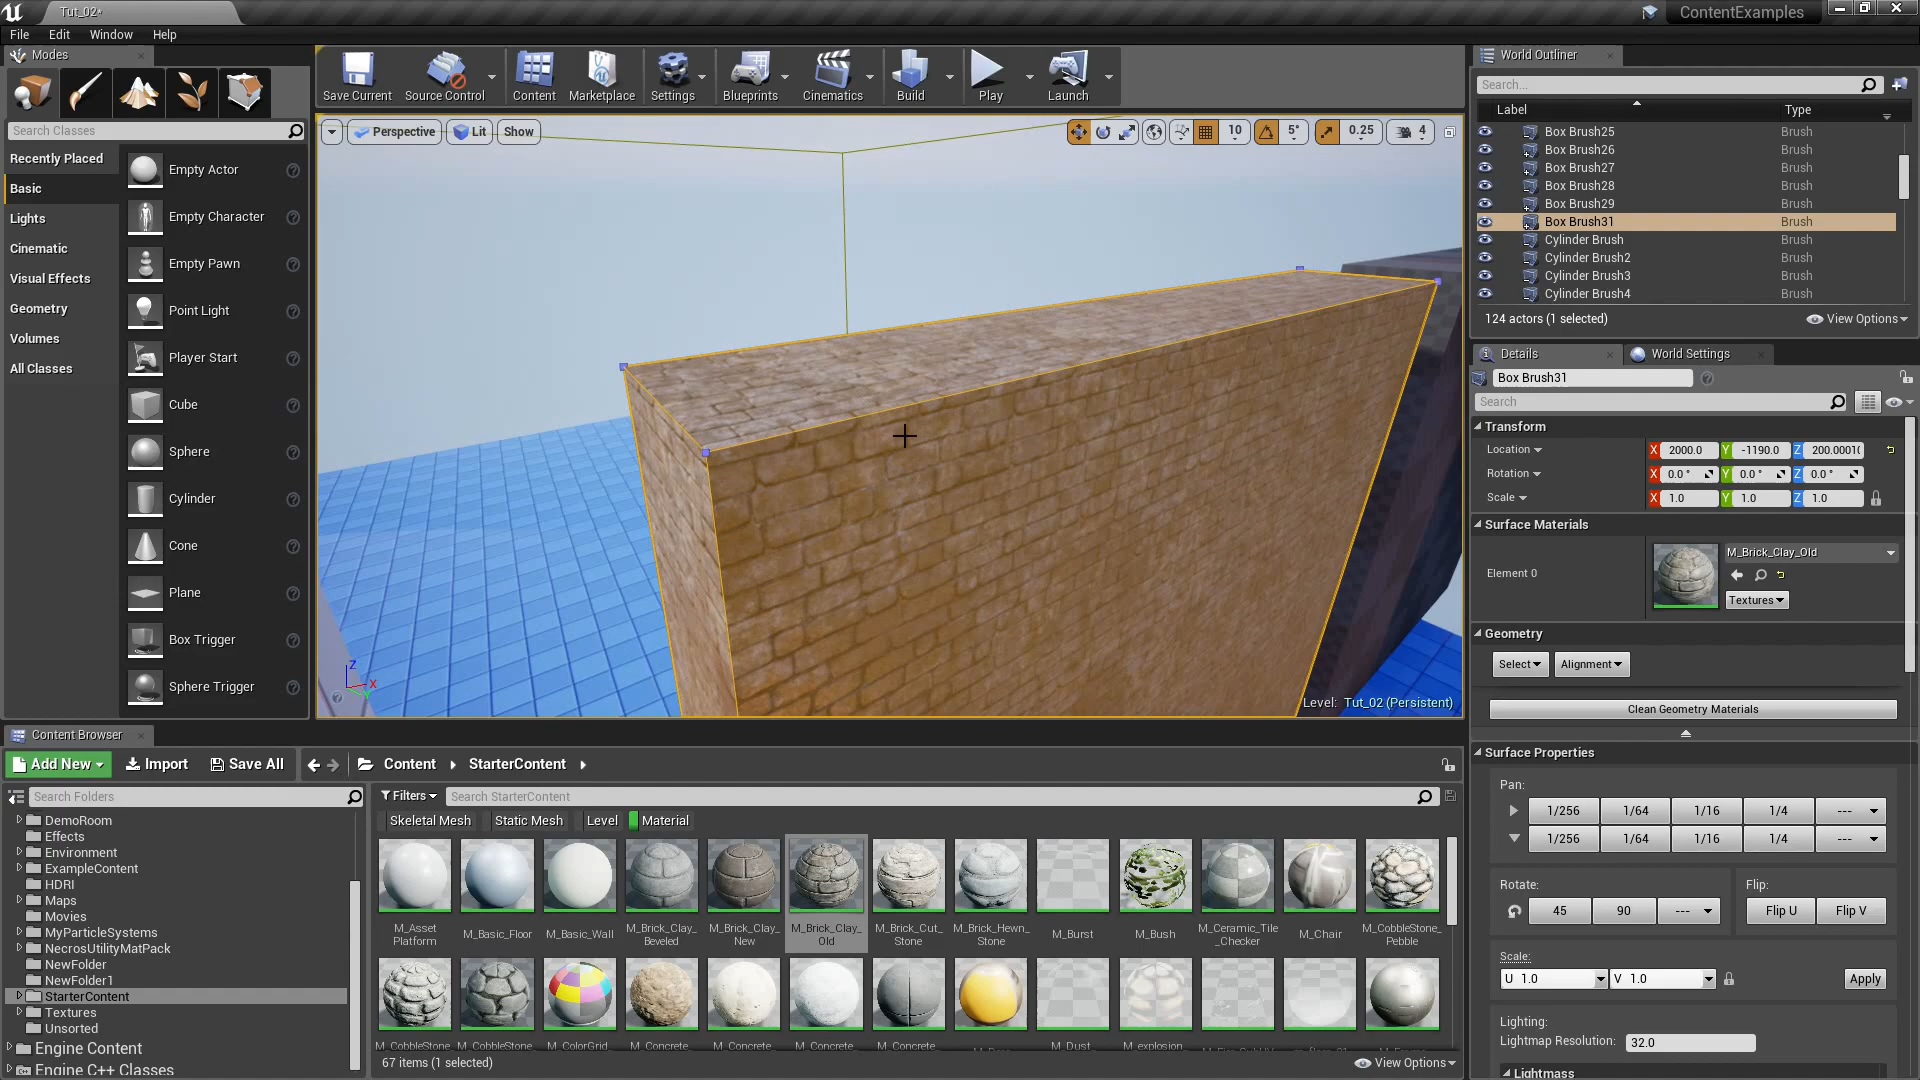 Tut_02*
ContentExamples
File Edit Window Help
Modes
Save Current
Source Control
Content
Marketplace
Settings
Blueprints
Cinematics
Build
Play
Launch
Search Classes
Recently Placed
Basic
Lights
Cinematic
Visual Effects
Geometry
Volumes
All Classes
Empty Actor
Empty Character
Empty Pawn
Point Light
Player Start
Cube
Sphere
Cylinder
Cone
Plane
Box Trigger
Sphere Trigger
Perspective Lit Show
10 5° 0.25 4
Z
X
Y
Level: Tut_02 (Persistent)
World Outliner
Search...
Label Type
Box Brush25 Brush
Box Brush26 Brush
Box Brush27 Brush
Box Brush28 Brush
Box Brush29 Brush
Box Brush31 Brush
Cylinder Brush Brush
Cylinder Brush2 Brush
Cylinder Brush3 Brush
Cylinder Brush4 Brush
124 actors (1 selected) View Options
Details World Settings
Box Brush31
Search
Transform
Location X 2000.0 Y -1190.0 Z 200.0001
Rotation X 0.0 ° Y 0.0 ° Z 0.0 °
Scale X 1.0 Y 1.0 Z 1.0
Surface Materials
Element 0
M_Brick_Clay_Old
Textures
Geometry
Select Alignment
Clean Geometry Materials
Surface Properties
Pan:
1/256 1/64 1/16 1/4 ---
1/256 1/64 1/16 1/4 ---
Rotate: Flip:
45 90 --- Flip U Flip V
Scale:
U 1.0 V 1.0 Apply
Lighting:
Lightmap Resolution: 32.0
Lightmass
Content Browser
Add New Import Save All Content StarterContent
Search Folders
DemoRoom
Effects
Environment
ExampleContent
HDRI
Maps
Movies
MyParticleSystems
NecrosUtilityMatPack
NewFolder
NewFolder1
StarterContent
Textures
Unsorted
Engine Content
Engine C++ Classes
Filters Search StarterContent
Skeletal Mesh Static Mesh Level Material
M_Asset
Platform
M_Basic_Floor
M_Basic_Wall
M_Brick_Clay_
Beveled
M_Brick_Clay_
New
M_Brick_Clay_
Old
M_Brick_Cut_
Stone
M_Brick_Hewn_
Stone
M_Burst
M_Bush
M_Ceramic_Tile
_Checker
M_Chair
M_CobbleStone_
Pebble
M_CobbleStone
M_CobbleStone
M_ColorGrid
M_Concrete
M_Concrete
M_Concrete
M_Concrete
M_Dust
M_explosion
67 items (1 selected) View Options